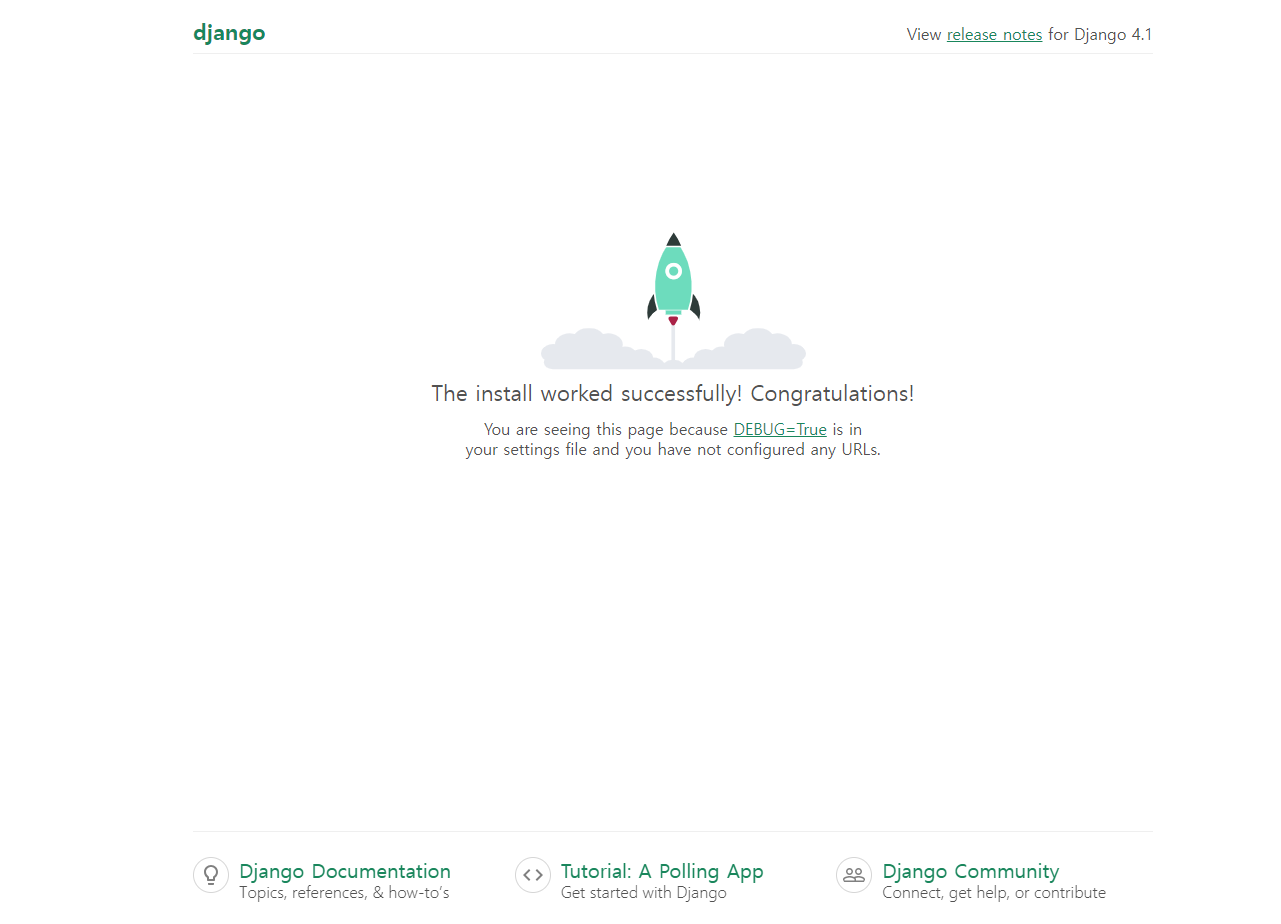 django
View release notes for Django 4.1
The install worked successfully! Congratulations!
You are seeing this page because DEBUG=True is in
your settings file and you have not configured any URLs.
Django Documentation
Topics, references, & how-to’s
Tutorial: A Polling App
Get started with Django
Django Community
Connect, get help, or contribute